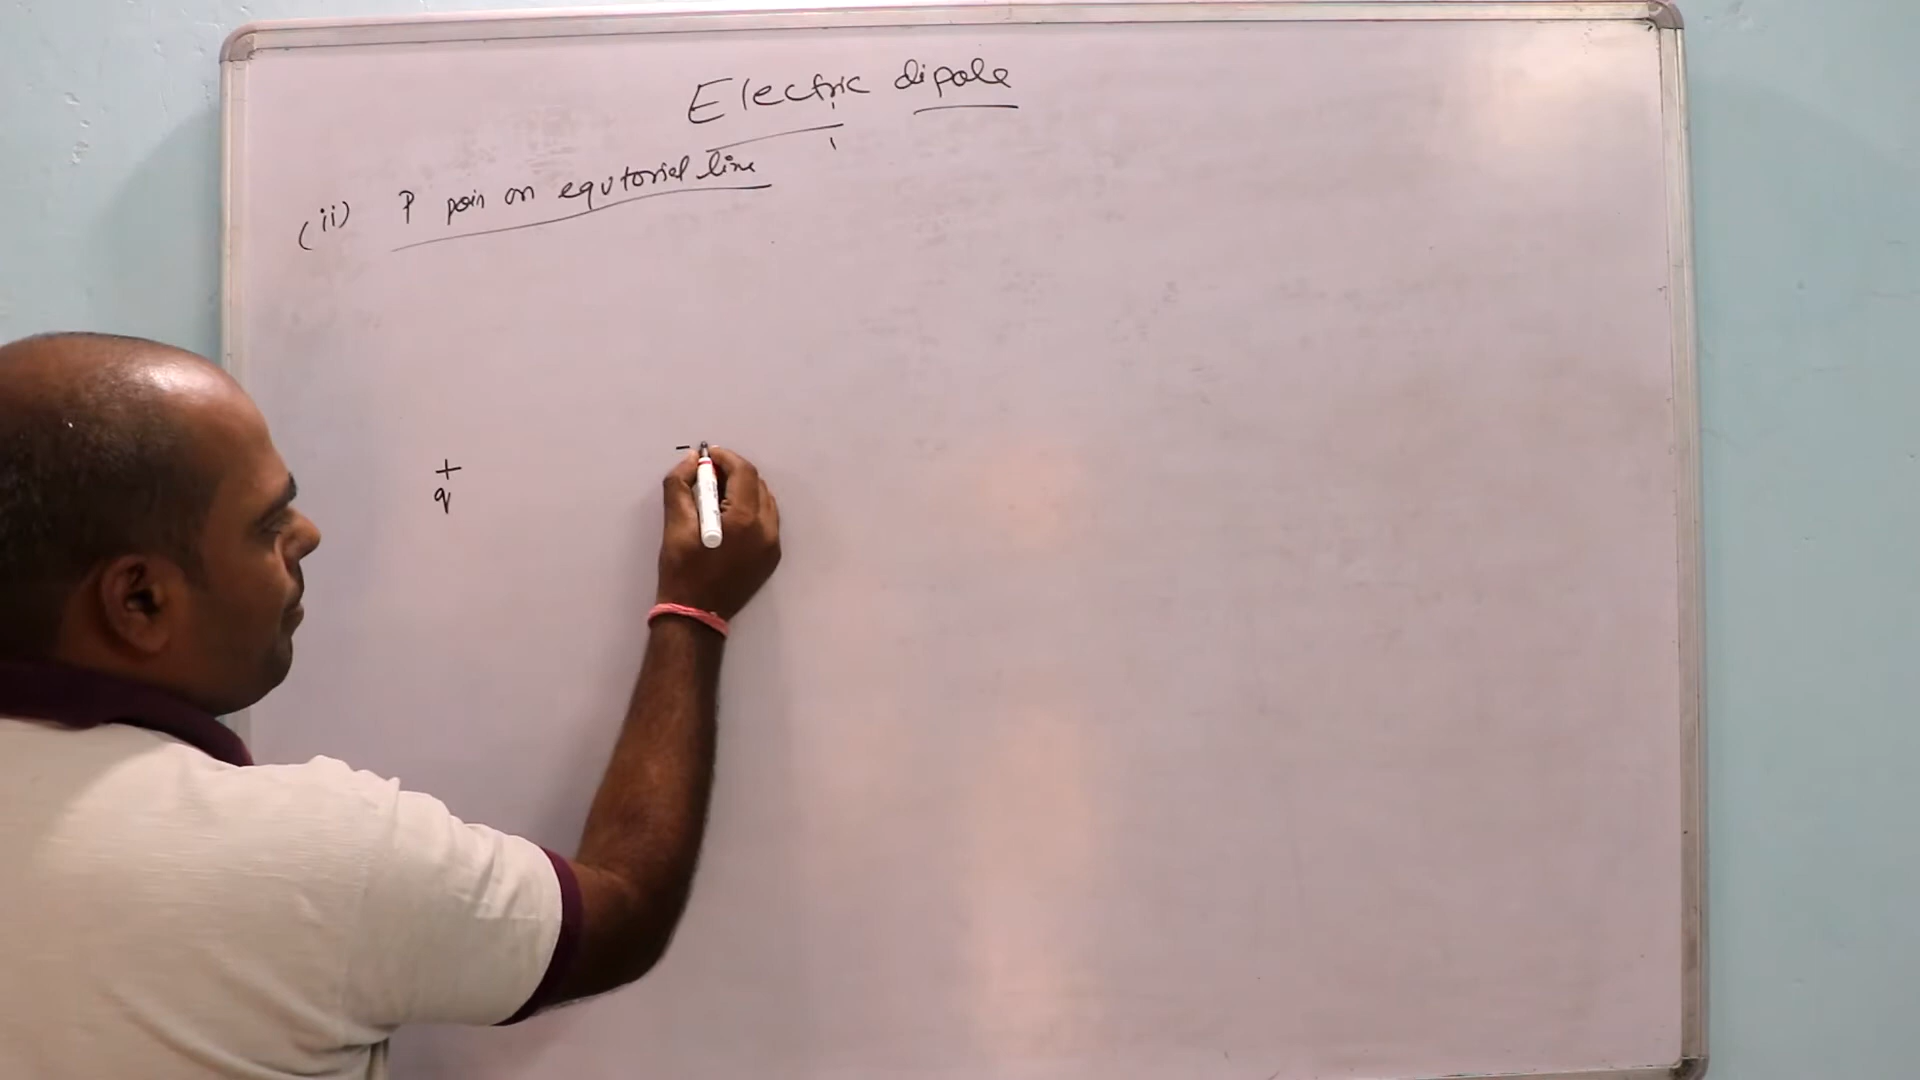 Electric dipole
(ii) P poin on equtorial line
+ -
q